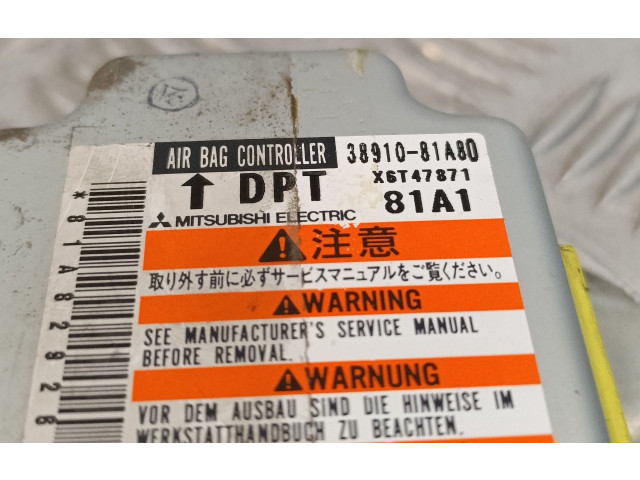 AIR BAG CONTROLLER 38910-81A80
↑ DPT X6T47871
MITSUBISHI ELECTRIC 81A1
注意
取り外す前に必ずサービスマニュアルをご覧ください。
WARNING
SEE MANUFACTURER'S SERVICE MANUAL
BEFORE REMOVAL.
WARNUNG
VOR DEM AUSBAU SIND DIE HINWEISE IM
WERKSTATTHANDBUCH ZU BEACHTEN.
*81A82926